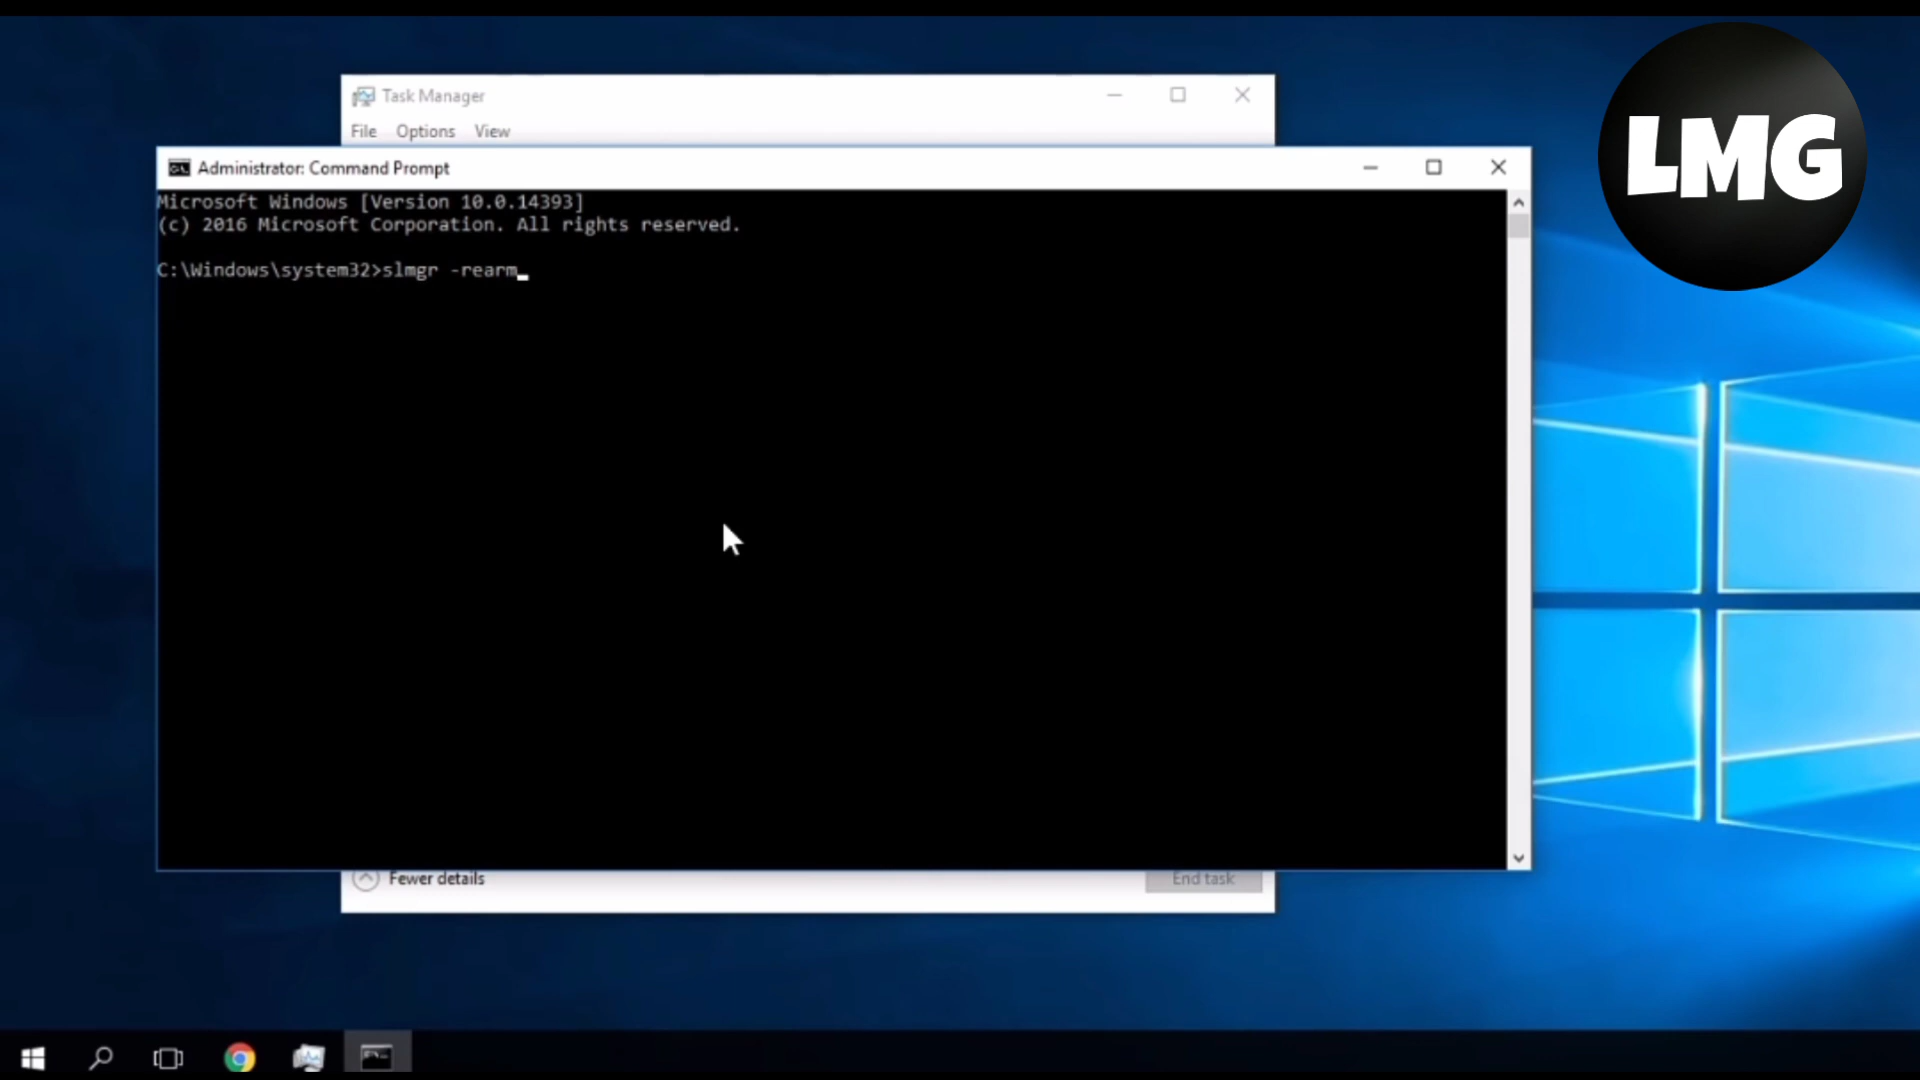 LMG
Task Manager
File Options View
Administrator: Command Prompt
Microsoft Windows [Version 10.0.14393]
(c) 2016 Microsoft Corporation. All rights reserved.
C:\Windows\system32>slmgr -rearm_
Fewer details
End task